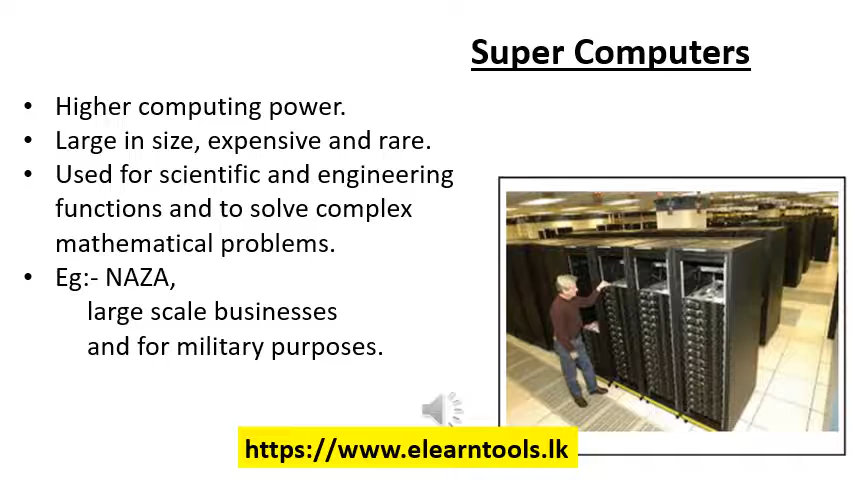 Super Computers
• Higher computing power.
• Large in size, expensive and rare.
• Used for scientific and engineering
functions and to solve complex
mathematical problems.
• Eg:- NAZA,
large scale businesses
and for military purposes.
https://www.elearntools.lk